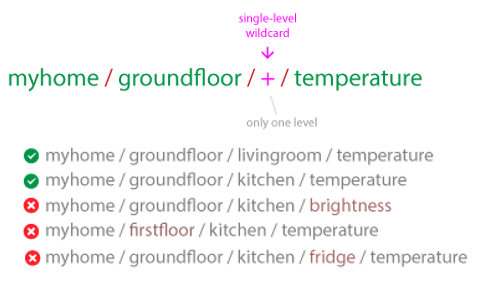 single-level
wildcard
myhome / groundfloor / + / temperature
only one level
myhome / groundfloor / livingroom / temperature
myhome / groundfloor / kitchen / temperature
myhome / groundfloor / kitchen / brightness
myhome / firstfloor / kitchen / temperature
myhome / groundfloor / kitchen / fridge / temperature